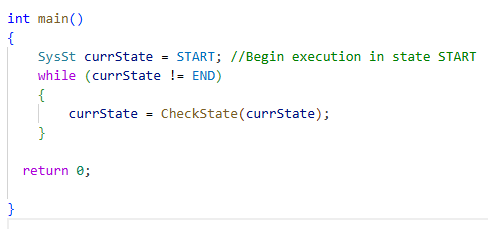 int main()
{
    SysSt currState = START; //Begin execution in state START
    while (currState != END)
    {
        currState = CheckState(currState);
    }

  return 0;

}